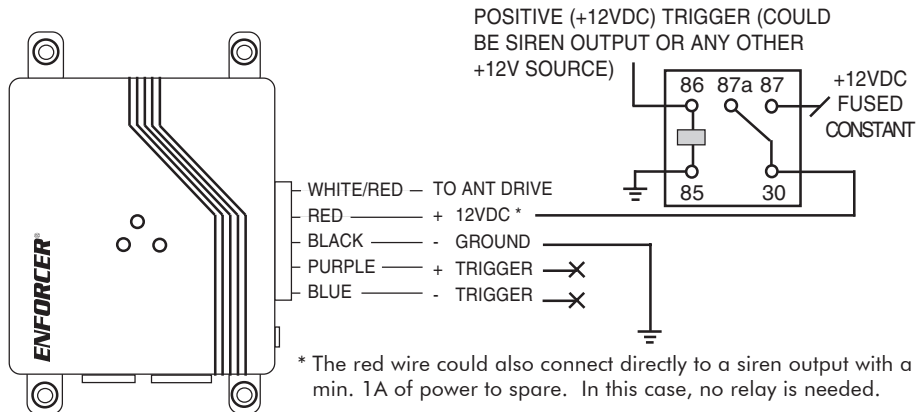 POSITIVE (+12VDC) TRIGGER (COULD
BE SIREN OUTPUT OR ANY OTHER
+12V SOURCE)
86 87a 87
+12VDC
FUSED
CONSTANT
85 30
WHITE/RED TO ANT DRIVE
RED + 12VDC *
BLACK - GROUND
PURPLE + TRIGGER
BLUE - TRIGGER
ENFORCER®
* The red wire could also connect directly to a siren output with a
min. 1A of power to spare. In this case, no relay is needed.